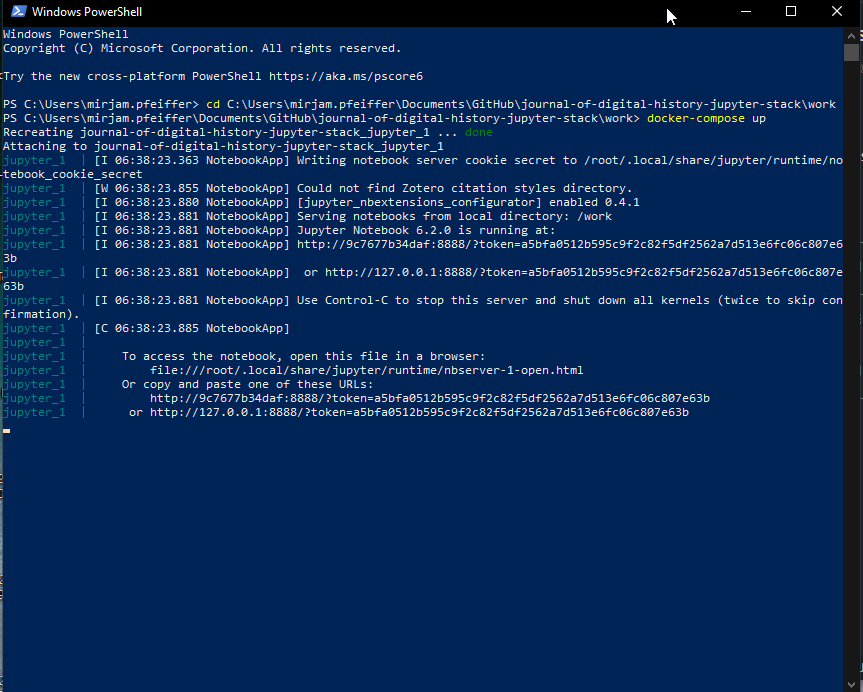 Windows PowerShell
Windows PowerShell
Copyright (C) Microsoft Corporation. All rights reserved.
Try the new cross-platform PowerShell https://aka.ms/pscore6
PS C:\Users\mirjam.pfeiffer> cd C:\Users\mirjam.pfeiffer\Documents\GitHub\journal-of-digital-history-jupyter-stack\work
PS C:\Users\mirjam.pfeiffer\Documents\GitHub\journal-of-digital-history-jupyter-stack\work> docker-compose up
Recreating journal-of-digital-history-jupyter-stack_jupyter_1 ... done
Attaching to journal-of-digital-history-jupyter-stack_jupyter_1
jupyter_1  | [I 06:38:23.363 NotebookApp] Writing notebook server cookie secret to /root/.local/share/jupyter/runtime/no
tebook_cookie_secret
jupyter_1  | [W 06:38:23.855 NotebookApp] Could not find Zotero citation styles directory.
jupyter_1  | [I 06:38:23.880 NotebookApp] [jupyter_nbextensions_configurator] enabled 0.4.1
jupyter_1  | [I 06:38:23.881 NotebookApp] Serving notebooks from local directory: /work
jupyter_1  | [I 06:38:23.881 NotebookApp] Jupyter Notebook 6.2.0 is running at:
jupyter_1  | [I 06:38:23.881 NotebookApp] http://9c7677b34daf:8888/?token=a5bfa0512b595c9f2c82f5df2562a7d513e6fc06c807e6
3b
jupyter_1  | [I 06:38:23.881 NotebookApp]  or http://127.0.0.1:8888/?token=a5bfa0512b595c9f2c82f5df2562a7d513e6fc06c807e
63b
jupyter_1  | [I 06:38:23.881 NotebookApp] Use Control-C to stop this server and shut down all kernels (twice to skip con
firmation).
jupyter_1  | [C 06:38:23.885 NotebookApp]
jupyter_1  |
jupyter_1  |     To access the notebook, open this file in a browser:
jupyter_1  |         file:///root/.local/share/jupyter/runtime/nbserver-1-open.html
jupyter_1  |     Or copy and paste one of these URLs:
jupyter_1  |         http://9c7677b34daf:8888/?token=a5bfa0512b595c9f2c82f5df2562a7d513e6fc06c807e63b
jupyter_1  |      or http://127.0.0.1:8888/?token=a5bfa0512b595c9f2c82f5df2562a7d513e6fc06c807e63b